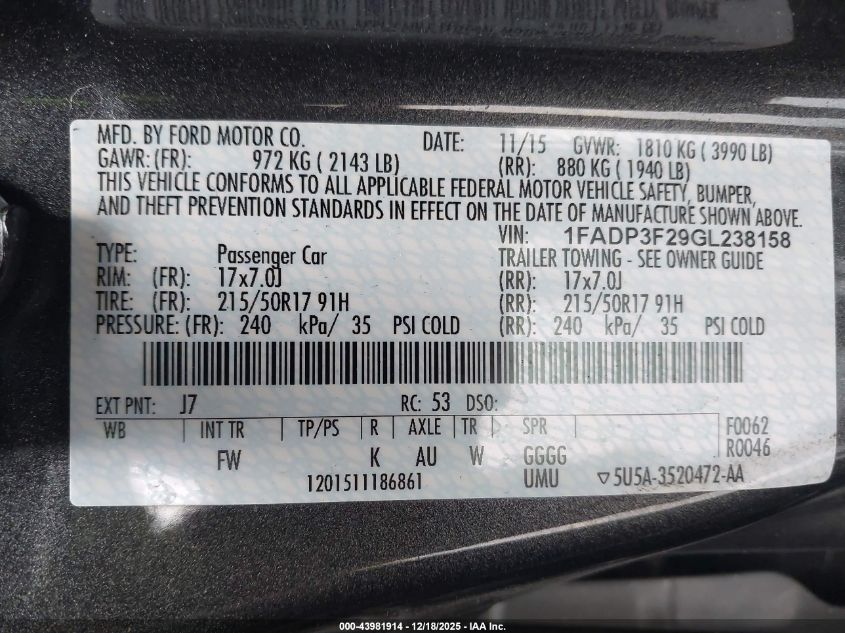 MFD. BY FORD MOTOR CO. DATE: 11/15 GVWR: 1810 KG ( 3990 LB)
GAWR: (FR): 972 KG ( 2143 LB) (RR): 880 KG ( 1940 LB)
THIS VEHICLE CONFORMS TO ALL APPLICABLE FEDERAL MOTOR VEHICLE SAFETY, BUMPER,
AND THEFT PREVENTION STANDARDS IN EFFECT ON THE DATE OF MANUFACTURE SHOWN ABOVE.
VIN: 1FADP3F29GL238158
TYPE: Passenger Car TRAILER TOWING - SEE OWNER GUIDE
RIM: (FR): 17x7.0J (RR): 17x7.0J
TIRE: (FR): 215/50R17 91H (RR): 215/50R17 91H
PRESSURE: (FR): 240 kPa/ 35 PSI COLD (RR): 240 kPa/ 35 PSI COLD
EXT PNT: J7 RC: 53 DSO:
WB INT TR TP/PS R AXLE TR SPR F0062
FW K AU W GGGG R0046
1201511186861 UMU ▽5U5A-3520472-AA
000-43981914 - 12/18/2025 - IAA Inc.